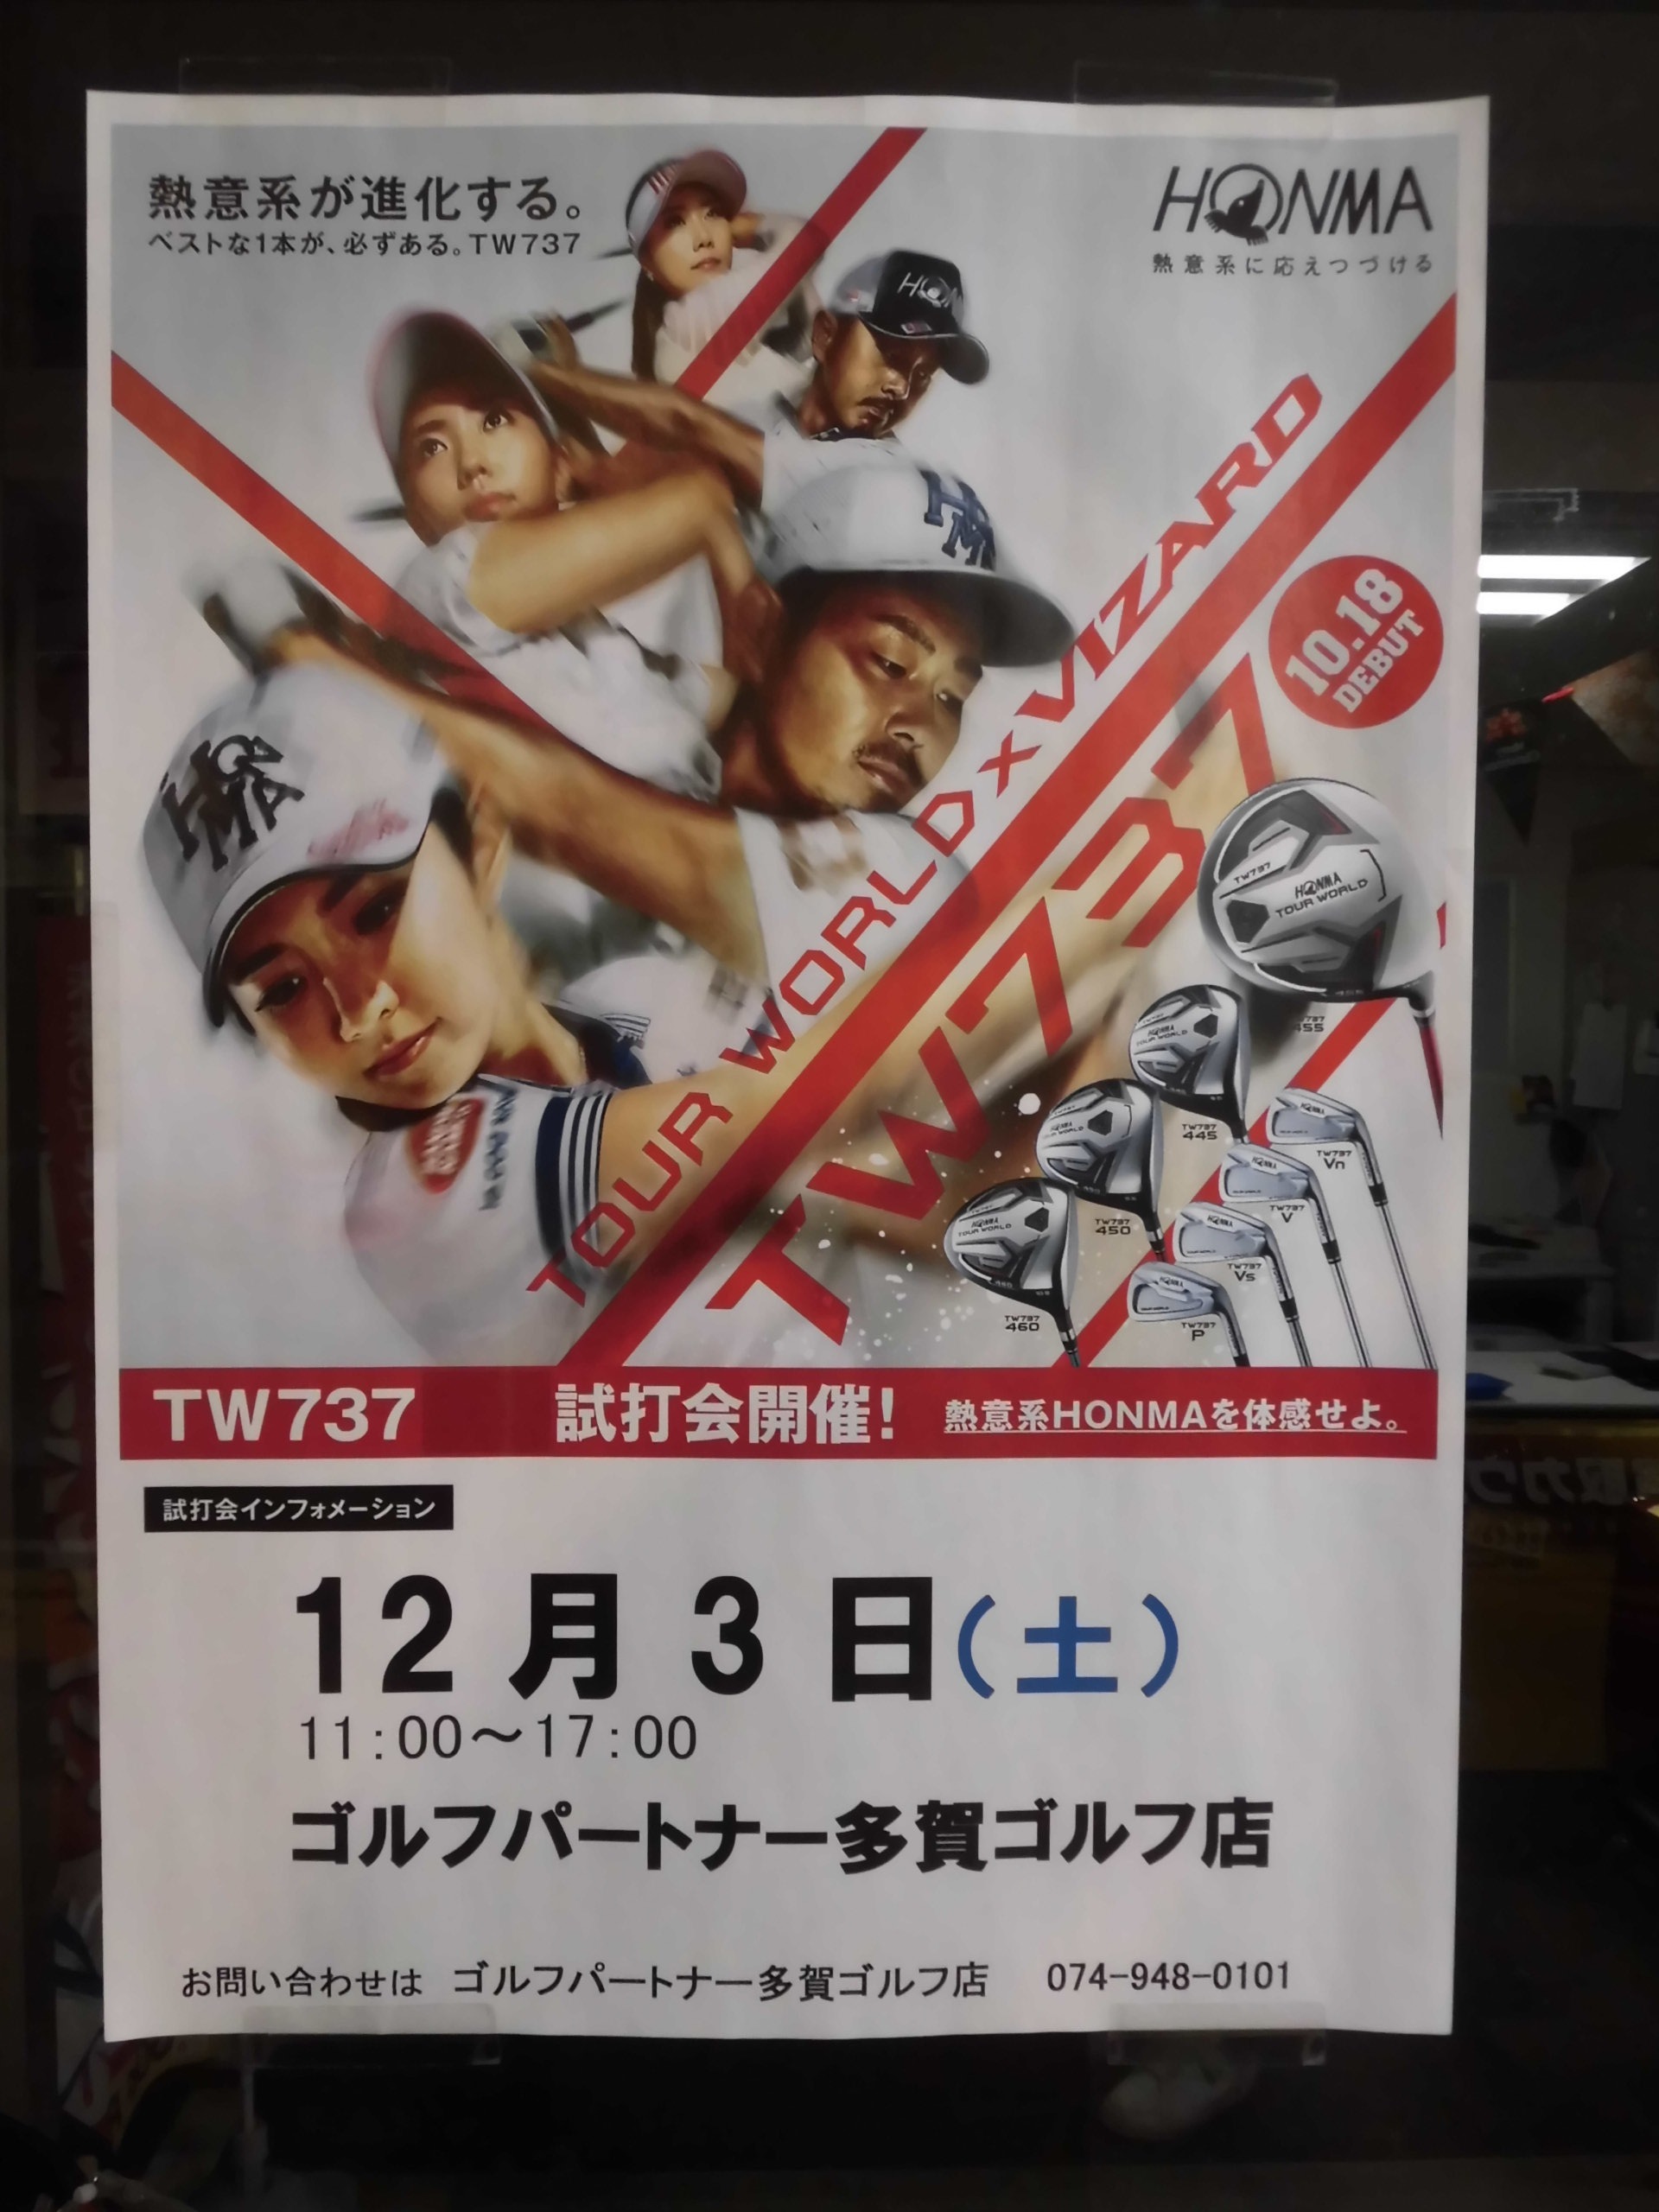 熱意系が進化する。
ベストな1本が、必ずある。TW737
HONMA
熱意系に応えつづける
HONMA
HONMA
TOUR WORLD × VIZARD
TW737
10.18
DEBUT
TW737
HONMA
TOUR WORLD
TW737
445
TW737
450
TW737
460
TW737
Vn
TW737
V
TW737
Vs
TW737
P
TW737 試打会開催! 熱意系HONMAを体感せよ。
試打会インフォメーション
12月3日(土)
11:00～17:00
ゴルフパートナー多賀ゴルフ店
お問い合わせは ゴルフパートナー多賀ゴルフ店 074-948-0101